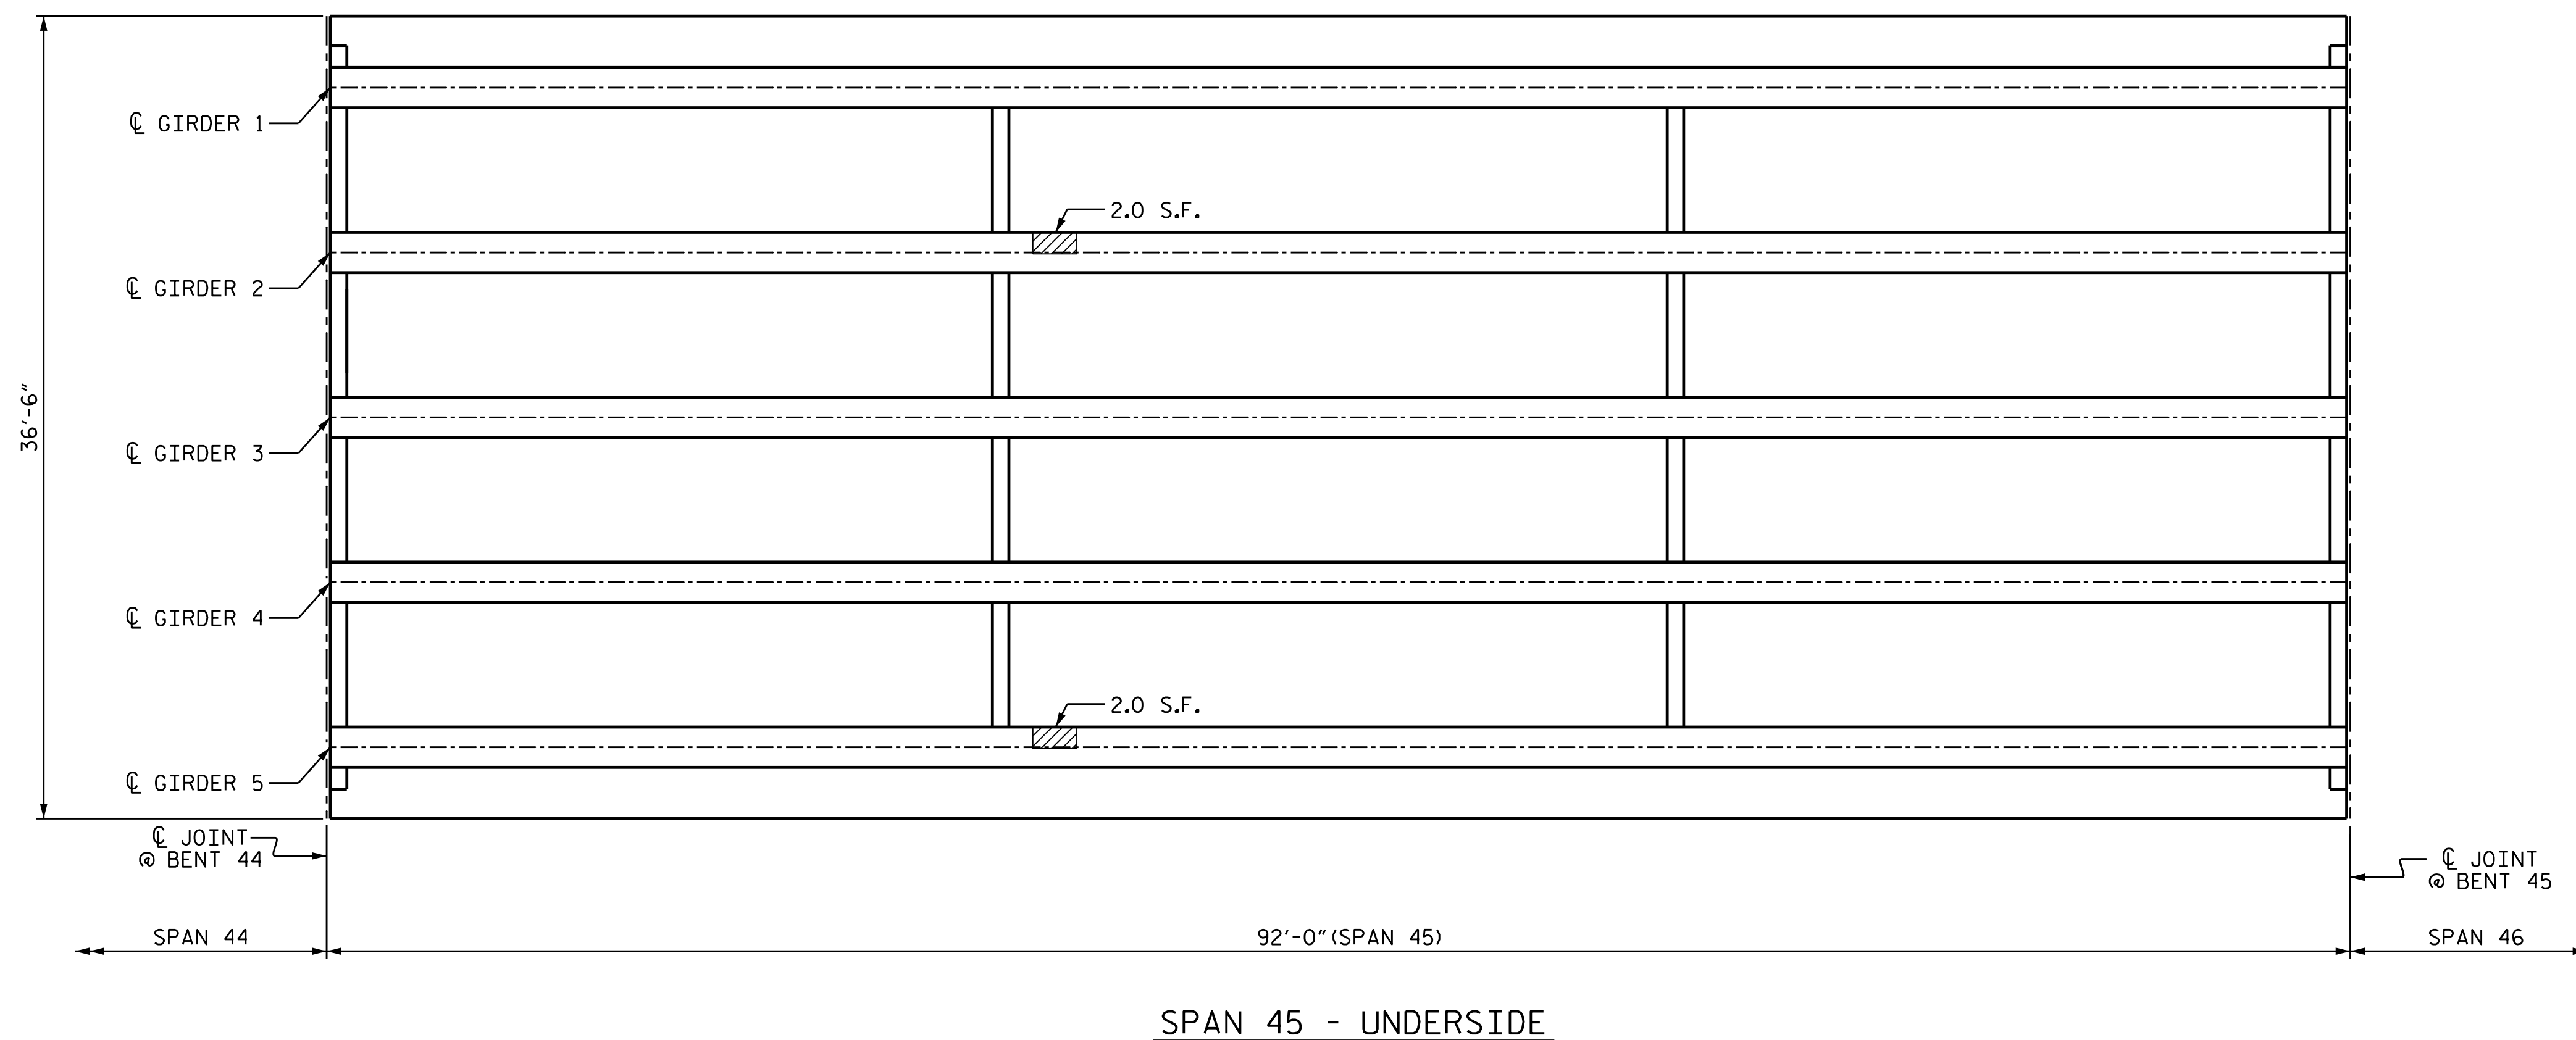 ℄ GIRDER 1
2.0 S.F.
℄ GIRDER 2
36'-6"
℄ GIRDER 3
℄ GIRDER 4
2.0 S.F.
℄ GIRDER 5
℄ JOINT
@ BENT 44
℄ JOINT
@ BENT 45
SPAN 44
92'-0" (SPAN 45)
SPAN 46
SPAN 45 - UNDERSIDE